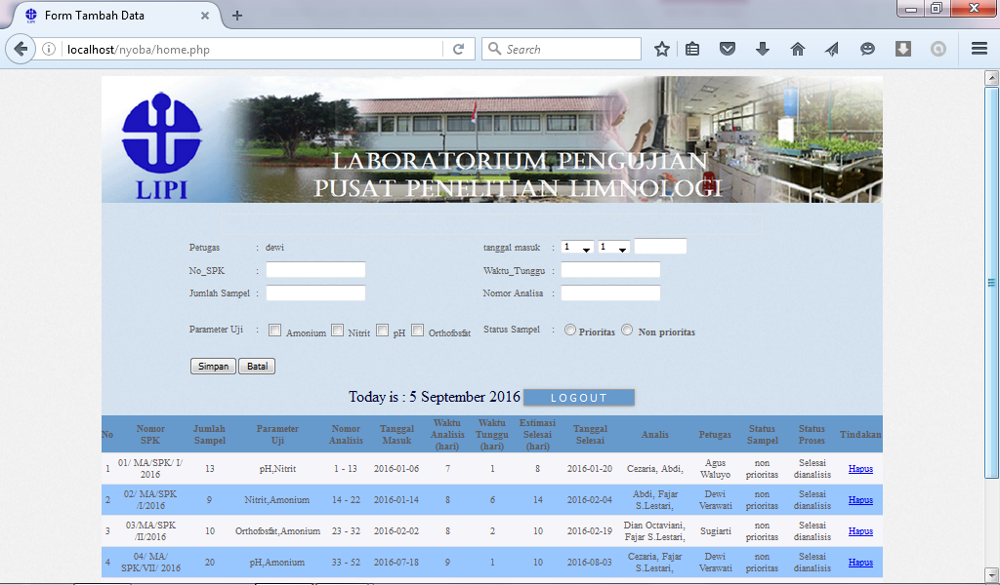 Form Tambah Data
localhost/nyoba/home.php
Search
LIPI
LABORATORIUM PENGUJIAN
PUSAT PENELITIAN LIMNOLOGI
Petugas : dewi
tanggal masuk : 1 1
No_SPK :
Waktu_Tunggu :
Jumlah Sampel :
Nomor Analisa :
Parameter Uji : Amonium Nitrit pH Orthofosfat
Status Sampel : Prioritas Non prioritas
Simpan Batal
Today is : 5 September 2016 LOGOUT
No Nomor SPK Jumlah Sampel Parameter Uji Nomor Analisis Tanggal Masuk Waktu Analisis (hari) Waktu Tunggu (hari) Estimasi Selesai (hari) Tanggal Selesai Analis Petugas Status Sampel Status Proses Tindakan
1 01/ MA/SPK/ I/ 2016 13 pH,Nitrit 1 - 13 2016-01-06 7 1 8 2016-01-20 Cezaria, Abdi, Agus Waluyo non prioritas Selesai dianalisis Hapus
2 02/ MA/SPK /I/2016 9 Nitrit,Amonium 14 - 22 2016-01-14 8 6 14 2016-02-04 Abdi, Fajar S.Lestari, Dewi Verawati non prioritas Selesai dianalisis Hapus
3 03/MA/SPK /II/2016 10 Orthofosfat,Amonium 23 - 32 2016-02-02 8 2 10 2016-02-19 Dian Octaviani, Fajar S.Lestari, Sugiarti non prioritas Selesai dianalisis Hapus
4 04/ MA/ SPK/VII/ 2016 20 pH,Amonium 33 - 52 2016-07-18 9 1 10 2016-08-03 Cezaria, Fajar S.Lestari, Dewi Verawati non prioritas Selesai dianalisis Hapus